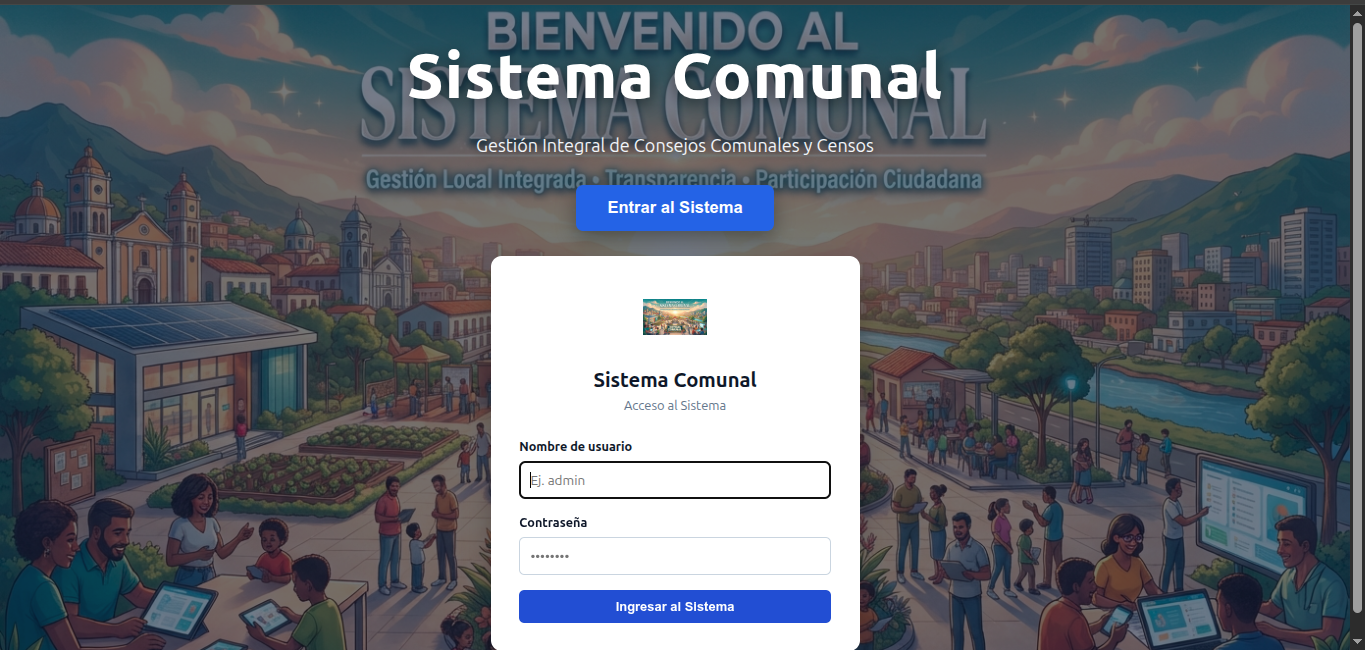 BIENVENIDO AL
SISTEMA COMUNAL
Sistema Comunal
Gestión Integral de Consejos Comunales y Censos
Gestión Local Integrada • Transparencia • Participación Ciudadana
Entrar al Sistema
Sistema Comunal
Acceso al Sistema
Nombre de usuario
Ej. admin
Contraseña
••••••••
Ingresar al Sistema